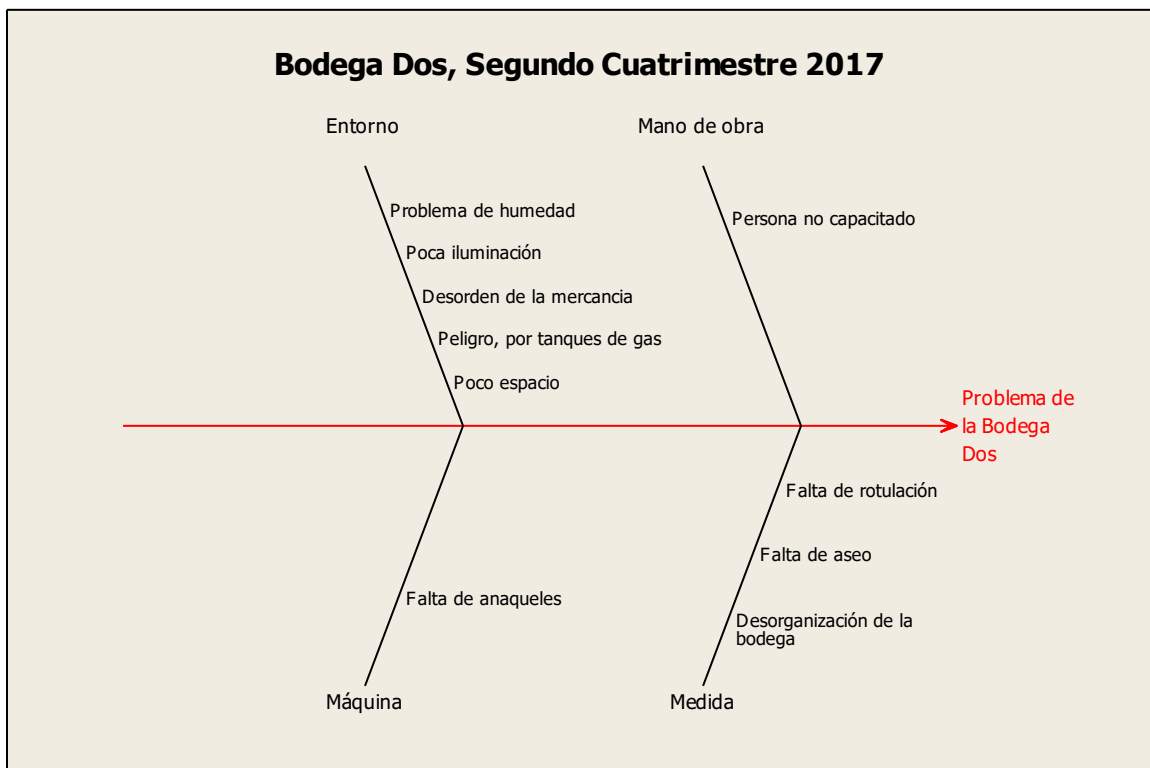 Bodega Dos, Segundo Cuatrimestre 2017
Entorno
Mano de obra
Problema de humedad
Persona no capacitado
Poca iluminación
Desorden de la mercancia
Peligro, por tanques de gas
Poco espacio
Problema de
la Bodega
Dos
Falta de rotulación
Falta de aseo
Falta de anaqueles
Desorganización de la
bodega
Máquina
Medida